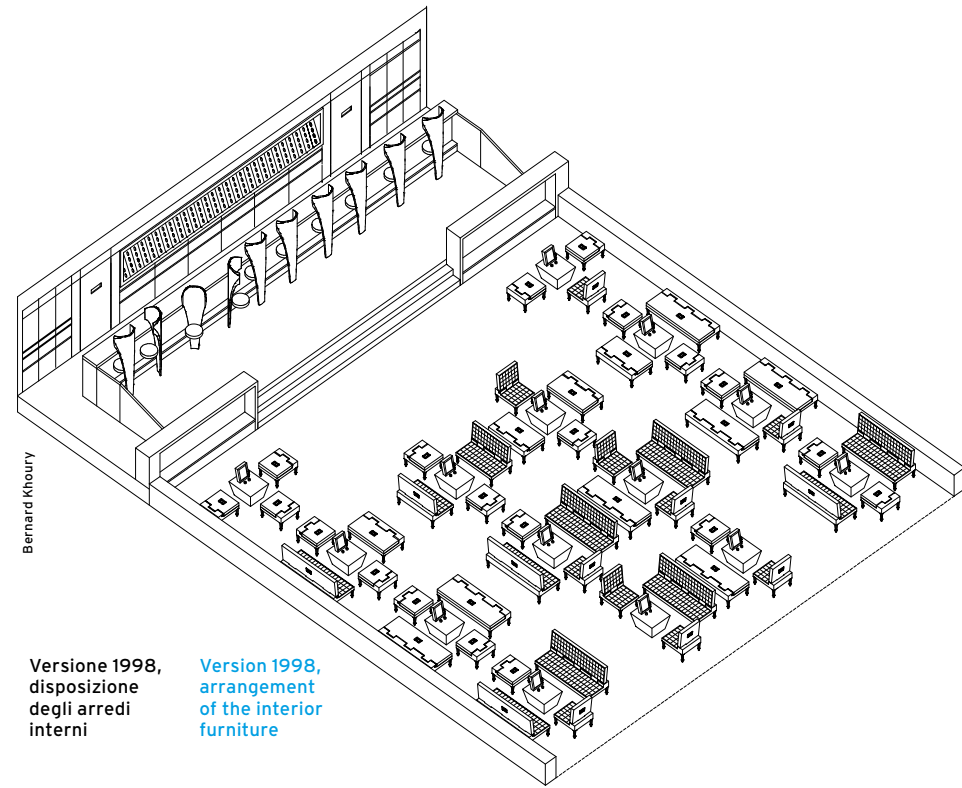 Bernard Khoury
Versione 1998,
disposizione
degli arredi
interni
Version 1998,
arrangement
of the interior
furniture